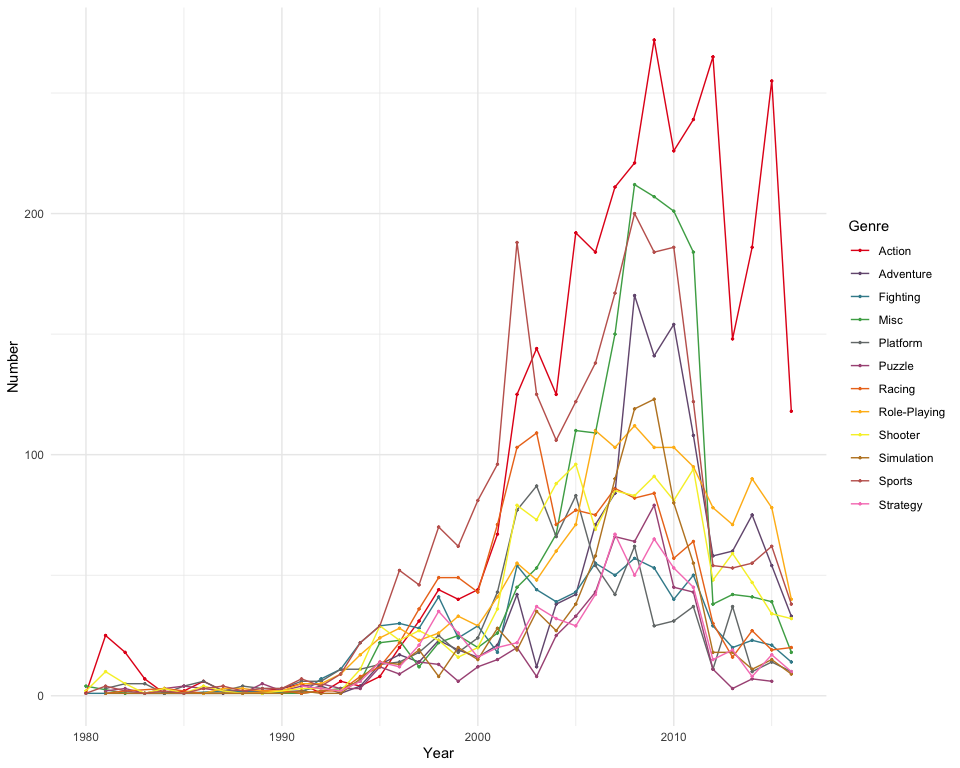 200
100
0
Number
1980
1990
2000
2010
Year
Genre
Action
Adventure
Fighting
Misc
Platform
Puzzle
Racing
Role-Playing
Shooter
Simulation
Sports
Strategy